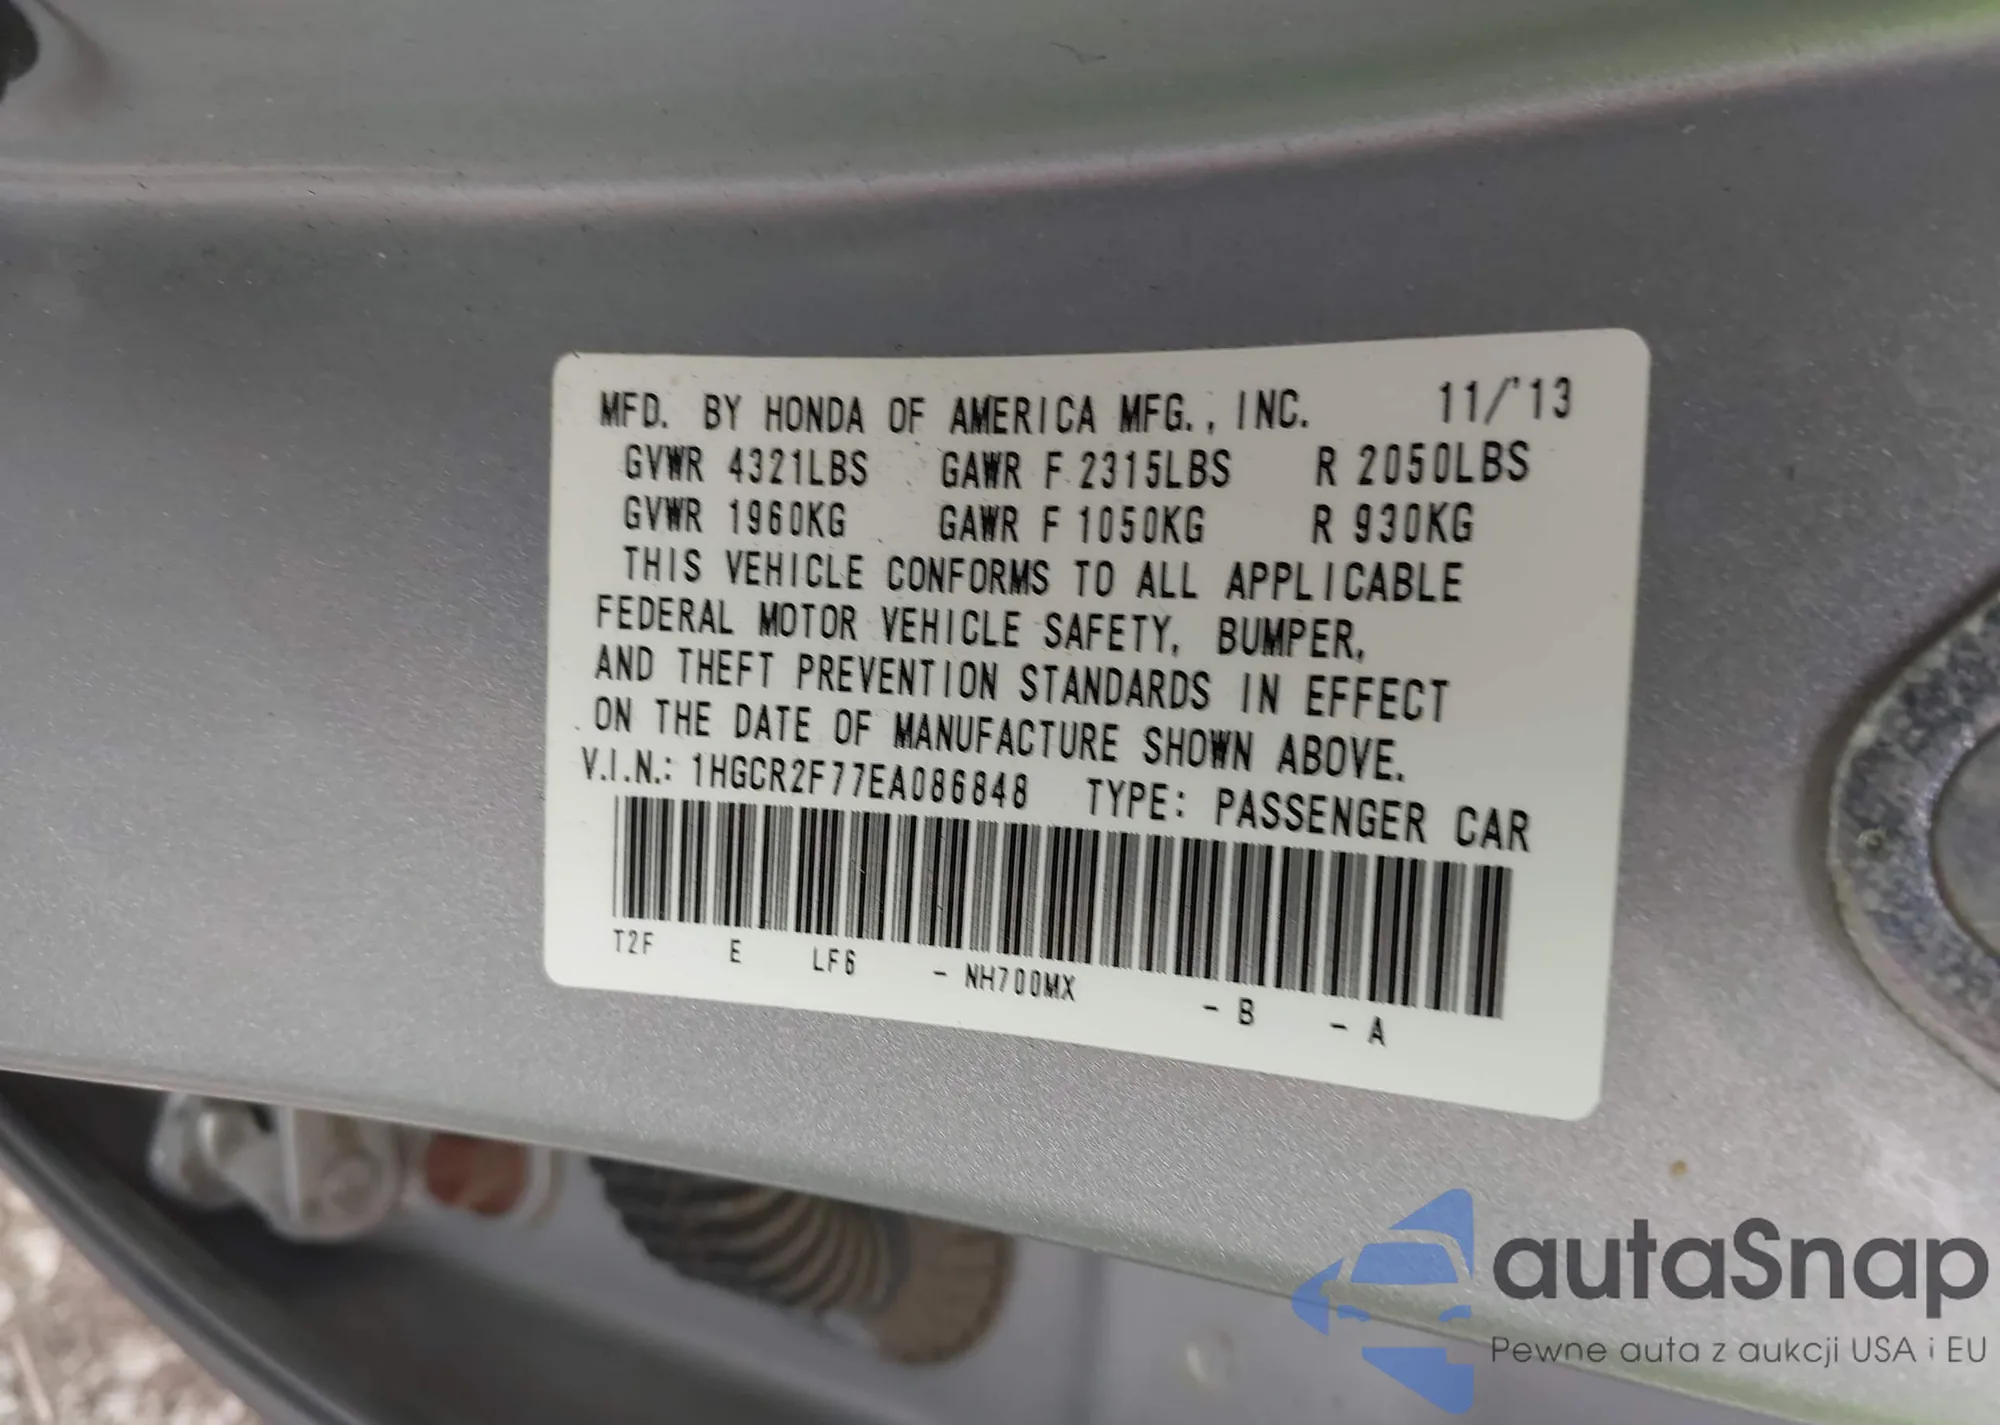 MFD. BY HONDA OF AMERICA MFG., INC. 11/'13
GVWR 4321LBS GAWR F 2315LBS R 2050LBS
GVWR 1960KG GAWR F 1050KG R 930KG
THIS VEHICLE CONFORMS TO ALL APPLICABLE
FEDERAL MOTOR VEHICLE SAFETY, BUMPER,
AND THEFT PREVENTION STANDARDS IN EFFECT
ON THE DATE OF MANUFACTURE SHOWN ABOVE.
V.I.N.: 1HGCR2F77EA086848 TYPE: PASSENGER CAR
T2F E LF6 - NH700MX - B - A
autaSnap
Pewne auta z aukcji USA i EU